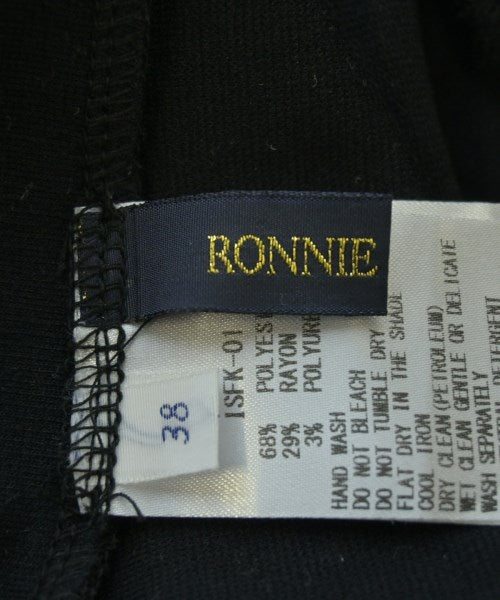 RONNIE
38
ISFK-01
68% POLYES
29% RAYON
3% POLYURE
HAND WASH
DO NOT BLEACH
DO NOT TUMBLE DRY
FLAT DRY IN THE SHADE
COOL IRON
DRY CLEAN (PETROLEUM)
WET CLEAN GENTLE OR DELICATE
WASH SEPARATELY